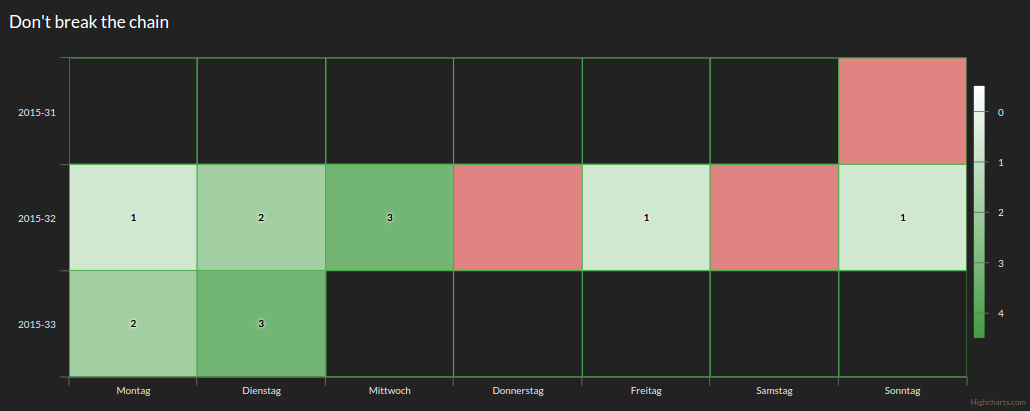 Don't break the chain
0
2015-31
1
2015-32
1
2
3
1
1
2
3
2015-33
2
3
4
Montag
Dienstag
Mittwoch
Donnerstag
Freitag
Samstag
Sonntag
Highcharts.com